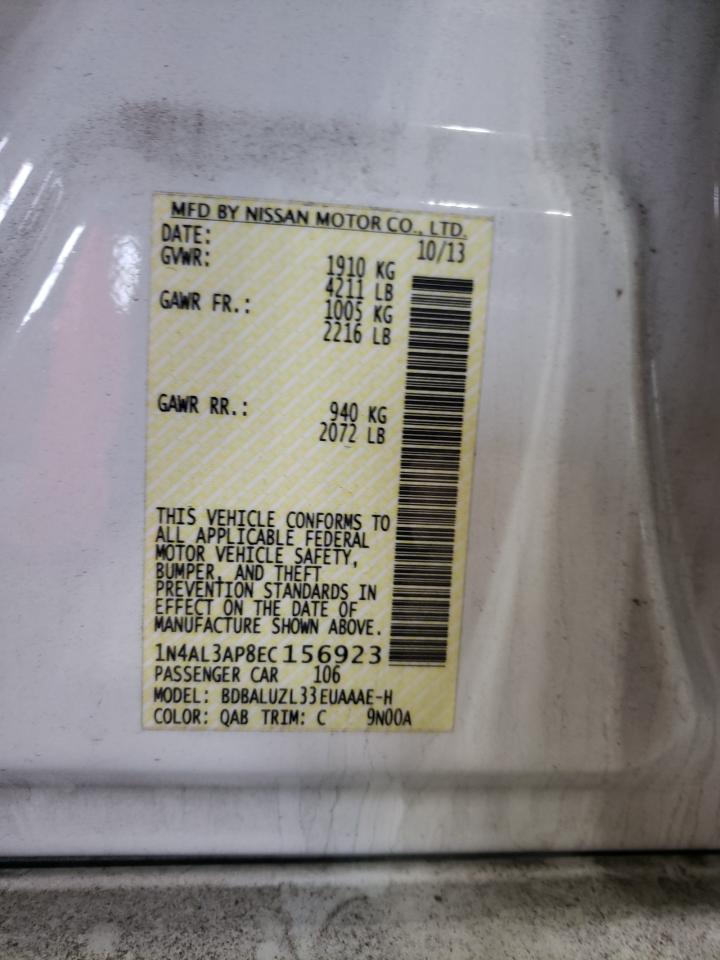 MFD BY NISSAN MOTOR CO., LTD.
DATE: 10/13
GVWR: 1910 KG
4211 LB
GAWR FR.: 1005 KG
2216 LB
GAWR RR.: 940 KG
2072 LB
THIS VEHICLE CONFORMS TO
ALL APPLICABLE FEDERAL
MOTOR VEHICLE SAFETY,
BUMPER, AND THEFT
PREVENTION STANDARDS IN
EFFECT ON THE DATE OF
MANUFACTURE SHOWN ABOVE.
1N4AL3AP8EC156923
PASSENGER CAR 106
MODEL: BDBALUZL33EUAAAE-H
COLOR: QAB TRIM: C 9N00A